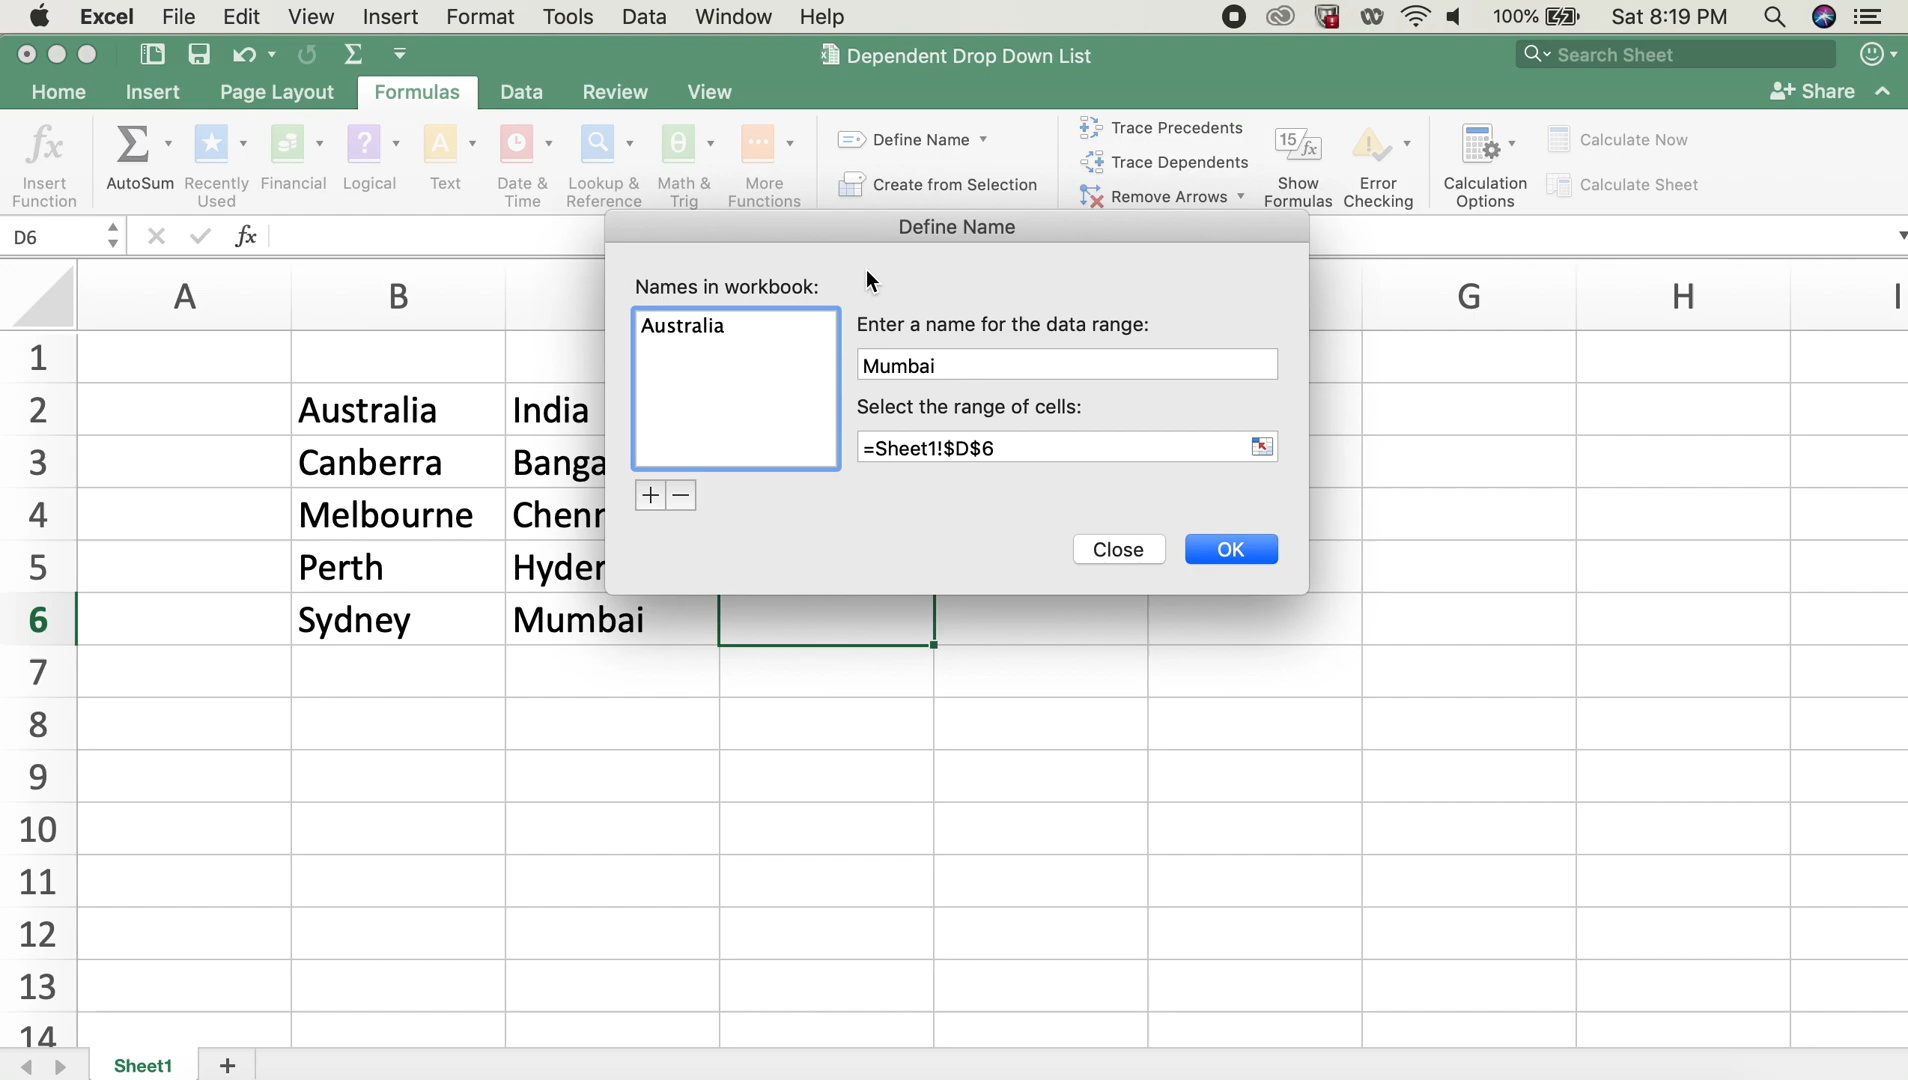 Excel File Edit View Insert Format Tools Data Window Help 100% Sat 8:19 PM
Dependent Drop Down List Search Sheet
Home Insert Page Layout Formulas Data Review View Share
fx Insert Function
AutoSum
Recently Used
Financial
Logical
Text
Date & Time
Lookup & Reference
Math & Trig
More Functions
Define Name
Create from Selection
Trace Precedents
Trace Dependents
Remove Arrows
Show Formulas
Error Checking
Calculation Options
Calculate Now
Calculate Sheet
D6 fx
Define Name
Names in workbook:
Australia
Enter a name for the data range:
Mumbai
Select the range of cells:
=Sheet1!$D$6
+ −
Close OK
A B G H I
1
2 Australia India
3 Canberra Banga
4 Melbourne Chenn
5 Perth Hyder
6 Sydney Mumbai
7
8
9
10
11
12
13
14
Sheet1 +